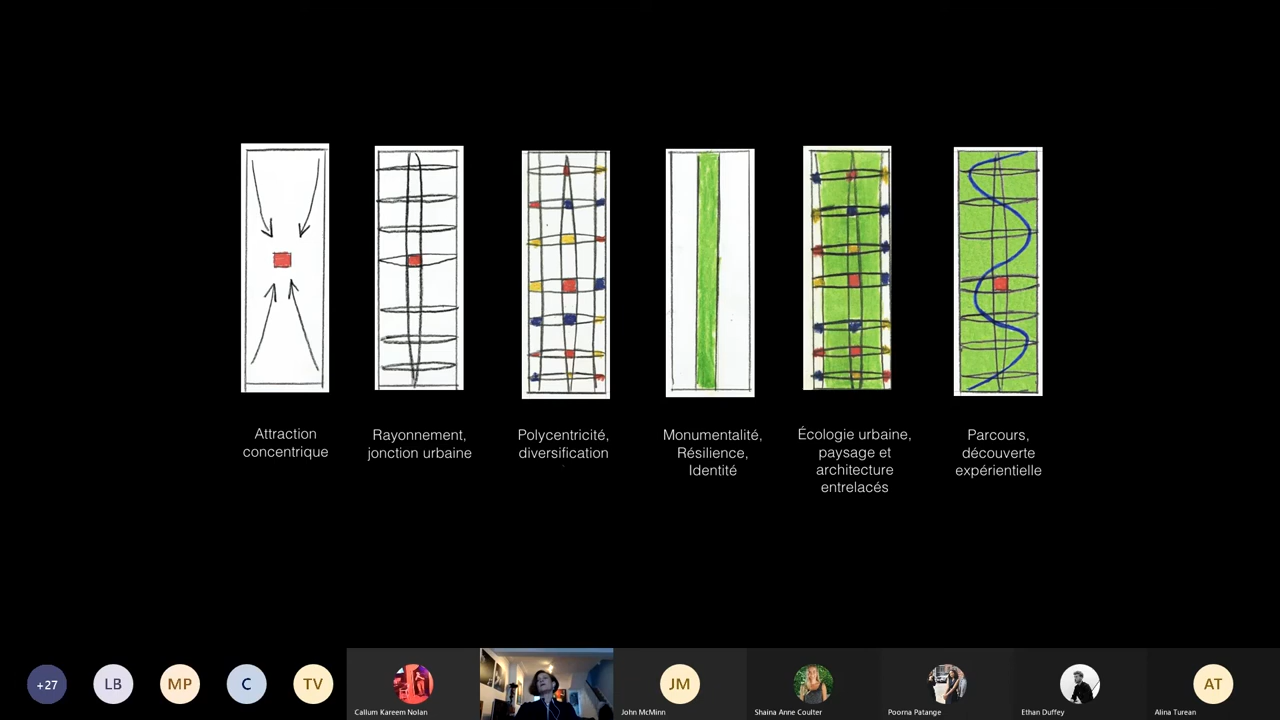 Attraction
concentrique
Rayonnement,
jonction urbaine
Polycentricité,
diversification
Monumentalité,
Résilience,
Identité
Écologie urbaine,
paysage et
architecture
entrelacés
Parcours,
découverte
expérientielle
+27
LB
MP
C
TV
Callum Kareem Nolan
JM
John McMinn
Shaina Anne Coulter
Poorna Patange
Ethan Duffey
AT
Alina Turean